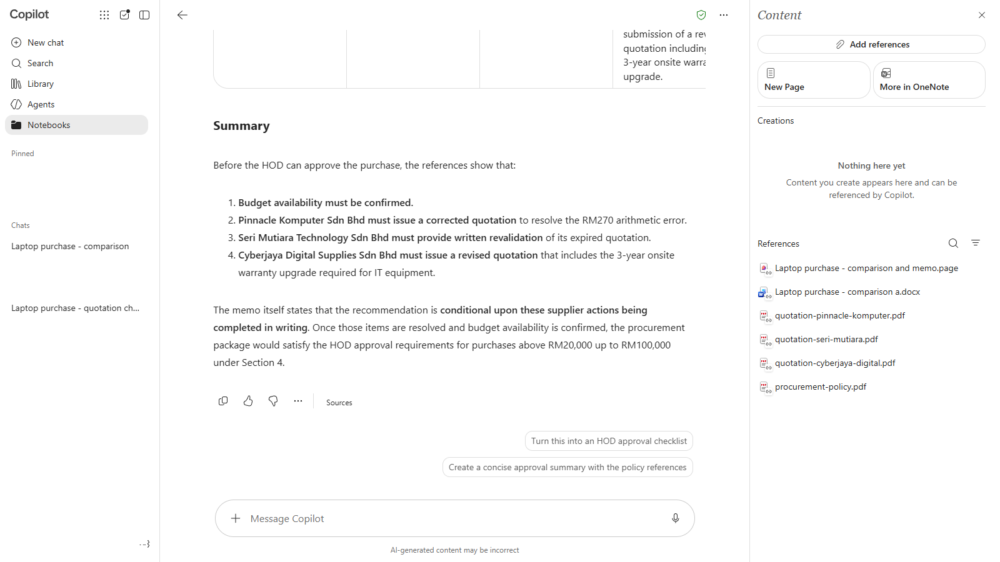 Copilot
New chat
Search
Library
Agents
Notebooks
Pinned
Chats
Laptop purchase - comparison
Laptop purchase - quotation ch...
submission of a rev
quotation including
3-year onsite warra
upgrade.
Summary
Before the HOD can approve the purchase, the references show that:
1. Budget availability must be confirmed.
2. Pinnacle Komputer Sdn Bhd must issue a corrected quotation to resolve the RM270 arithmetic error.
3. Seri Mutiara Technology Sdn Bhd must provide written revalidation of its expired quotation.
4. Cyberjaya Digital Supplies Sdn Bhd must issue a revised quotation that includes the 3-year onsite
warranty upgrade required for IT equipment.
The memo itself states that the recommendation is conditional upon these supplier actions being
completed in writing. Once those items are resolved and budget availability is confirmed, the procurement
package would satisfy the HOD approval requirements for purchases above RM20,000 up to RM100,000
under Section 4.
Sources
Turn this into an HOD approval checklist
Create a concise approval summary with the policy references
Message Copilot
AI-generated content may be incorrect
Content
Add references
New Page
More in OneNote
Creations
Nothing here yet
Content you create appears here and can be
referenced by Copilot.
References
Laptop purchase - comparison and memo.page
Laptop purchase - comparison a.docx
quotation-pinnacle-komputer.pdf
quotation-seri-mutiara.pdf
quotation-cyberjaya-digital.pdf
procurement-policy.pdf